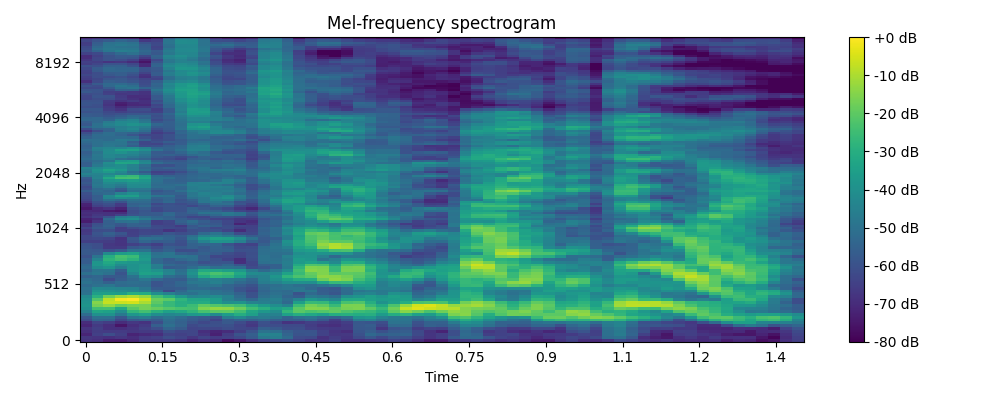 Mel-frequency spectrogram
Hz
8192
4096
2048
1024
512
0
0 0.15 0.3 0.45 0.6 0.75 0.9 1.1 1.2 1.4
Time
+0 dB
-10 dB
-20 dB
-30 dB
-40 dB
-50 dB
-60 dB
-70 dB
-80 dB